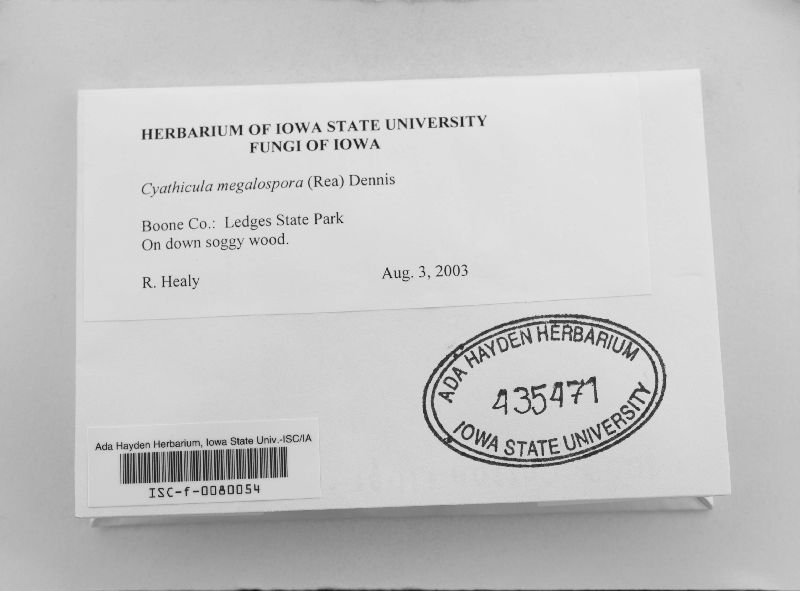 HERBARIUM OF IOWA STATE UNIVERSITY
FUNGI OF IOWA
Cyathicula megalospora (Rea) Dennis
Boone Co.: Ledges State Park
On down soggy wood.
R. Healy Aug. 3, 2003
ADA HAYDEN HERBARIUM
435471
IOWA STATE UNIVERSITY
Ada Hayden Herbarium, Iowa State Univ.-ISC/IA
ISC-f-0080054